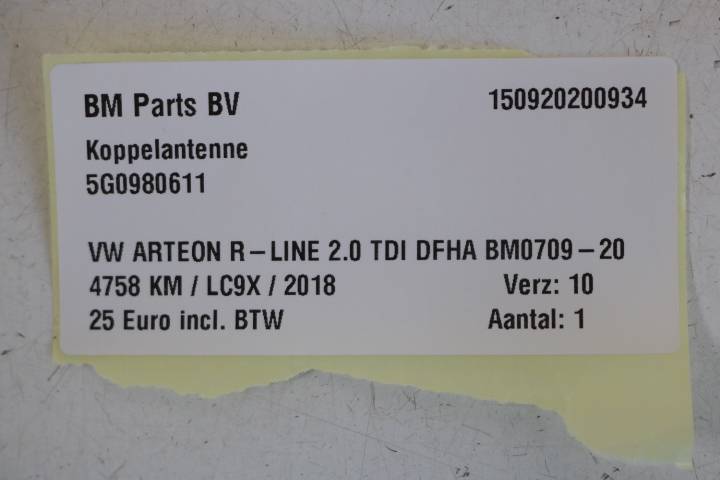 BM Parts BV 150920200934
Koppelantenne
5G0980611
VW ARTEON R-LINE 2.0 TDI DFHA BM0709-20
4758 KM / LC9X / 2018 Verz: 10
25 Euro incl. BTW Aantal: 1